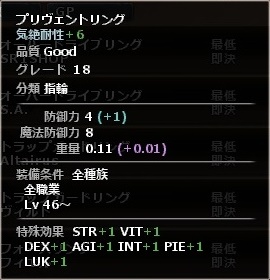 プリヴェントリング
気絶耐性+6
品質 Good
グレード 18
分類 指輪
防御力 4 (+1)
魔法防御力 8
重量 0.11 (+0.01)
装備条件 全種族
全職業
Lv 46～
特殊効果 STR+1 VIT+1
DEX+1 AGI+1 INT+1 PIE+1
LUK+1